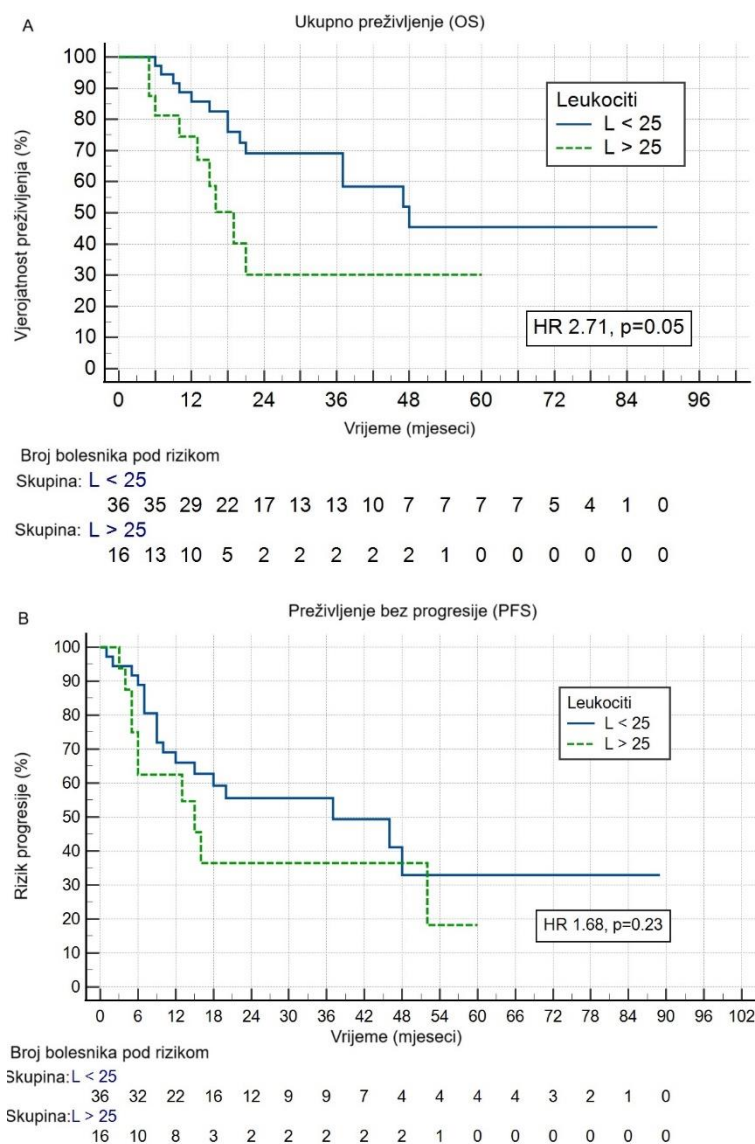 A
Ukupno preživljenje (OS)
Vjerojatnost preživljenja (%)
100
90
80
70
60
50
40
30
20
10
0
Leukociti
L < 25
L > 25
HR 2.71, p=0.05
0 12 24 36 48 60 72 84 96
Vrijeme (mjeseci)
Broj bolesnika pod rizikom
Skupina: L < 25
36 35 29 22 17 13 13 10 7 7 7 7 5 4 1 0
Skupina: L > 25
16 13 10 5 2 2 2 2 2 1 0 0 0 0 0 0
B
Preživljenje bez progresije (PFS)
Rizik progresije (%)
100
90
80
70
60
50
40
30
20
10
0
Leukociti
L < 25
L > 25
HR 1.68, p=0.23
0 6 12 18 24 30 36 42 48 54 60 66 72 78 84 90 96 102
Vrijeme (mjeseci)
Broj bolesnika pod rizikom
Skupina: L < 25
36 32 22 16 12 9 9 7 4 4 4 4 3 2 1 0
Skupina: L > 25
16 10 8 3 2 2 2 2 2 1 0 0 0 0 0 0